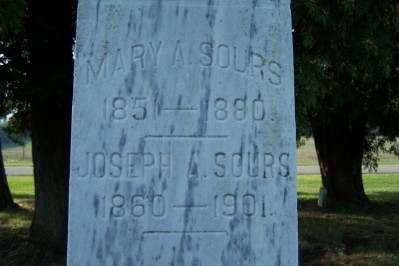 MARY A. SOURS
1851 — 1880.
JOSEPH A. SOURS
1860 — 1901.